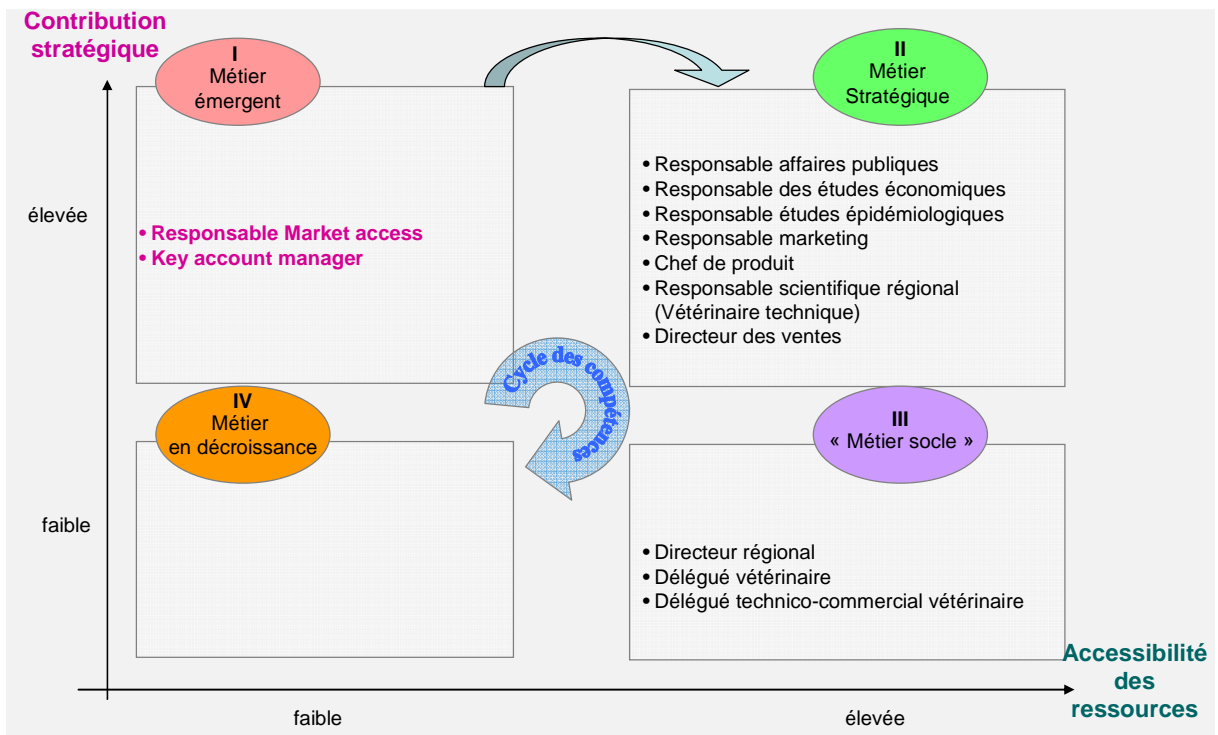 Contribution
stratégique
I
Métier
émergent
II
Métier
Stratégique
élevée
• Responsable Market access
• Key account manager
• Responsable affaires publiques
• Responsable des études économiques
• Responsable études épidémiologiques
• Responsable marketing
• Chef de produit
• Responsable scientifique régional
(Vétérinaire technique)
• Directeur des ventes
Cycle des compétences
IV
Métier
en décroissance
III
« Métier socle »
faible
• Directeur régional
• Délégué vétérinaire
• Délégué technico-commercial vétérinaire
Accessibilité
des
ressources
faible
élevée